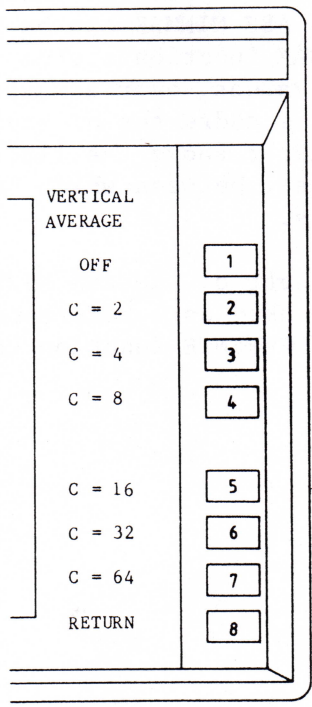 VERTICAL
AVERAGE
OFF 1
C = 2 2
C = 4 3
C = 8 4
C = 16 5
C = 32 6
C = 64 7
RETURN 8